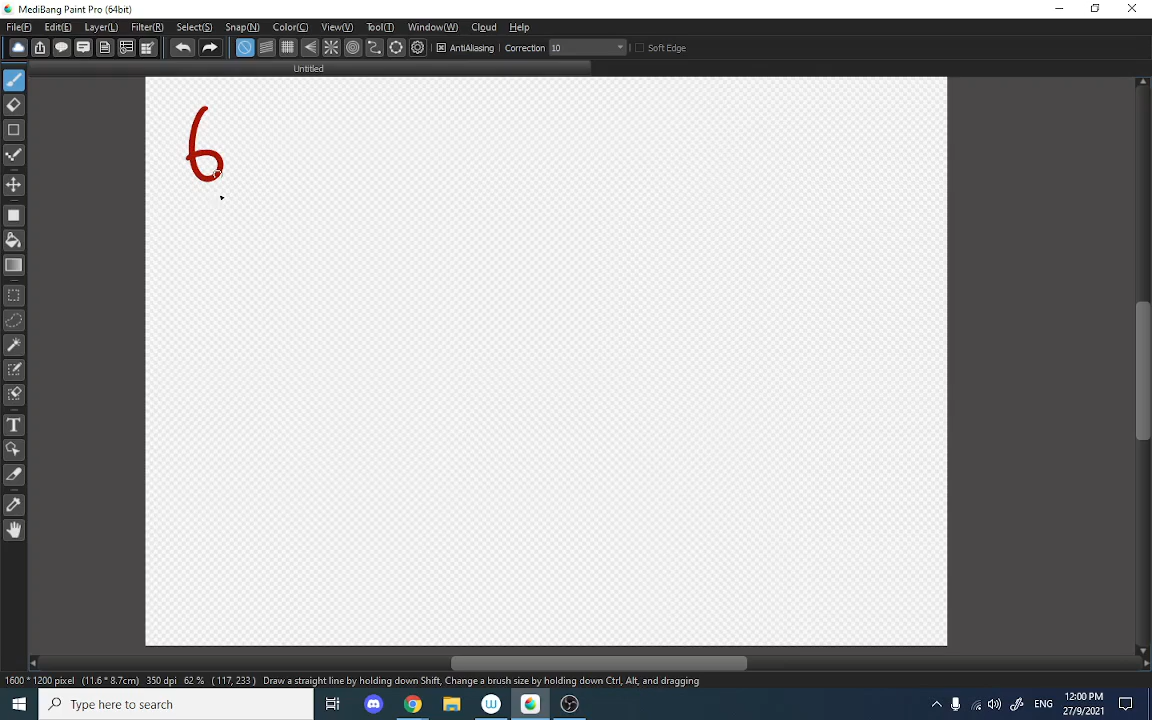 MediBang Paint Pro (64bit)
File(F) Edit(E) Layer(L) Filter(R) Select(S) Snap(N) Color(C) View(V) Tool(T) Window(W) Cloud Help
AntiAliasing Correction 10 Soft Edge
Untitled
6
T
1600 * 1200 pixel (11.6 * 8.7cm) 350 dpi 62 % ( 117, 233 ) Draw a straight line by holding down Shift, Change a brush size by holding down Ctrl, Alt, and dragging
Type here to search
W
ENG
12:00 PM
27/9/2021